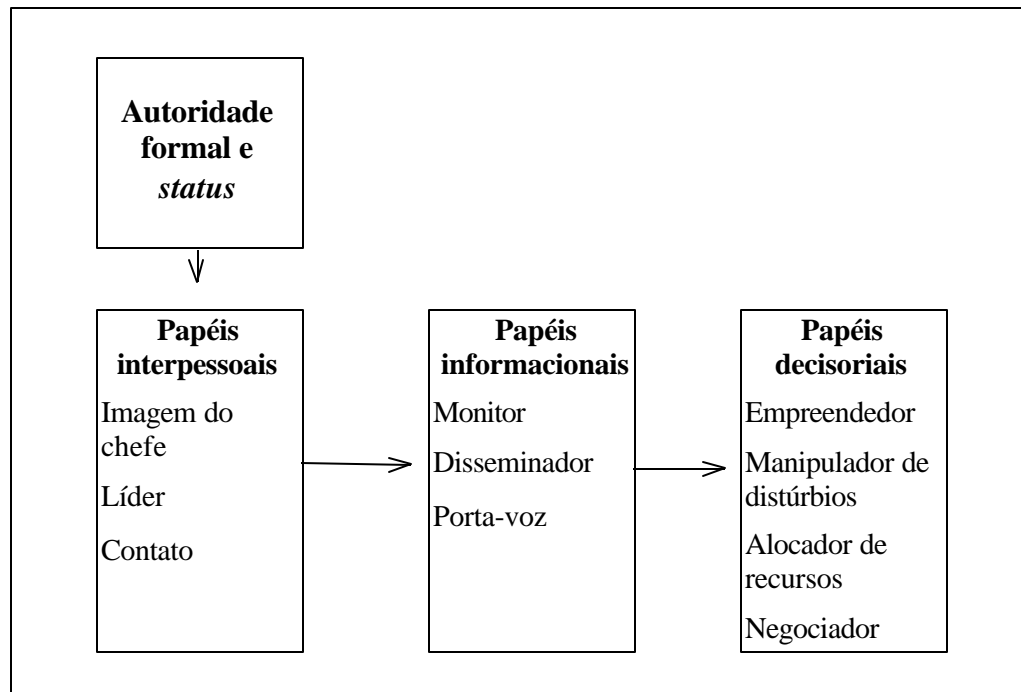 Autoridade
formal e
status
Papéis
interpessoais
Imagem do
chefe
Líder
Contato
Papéis
informacionais
Monitor
Disseminador
Porta-voz
Papéis
decisoriais
Empreendedor
Manipulador de
distúrbios
Alocador de
recursos
Negociador